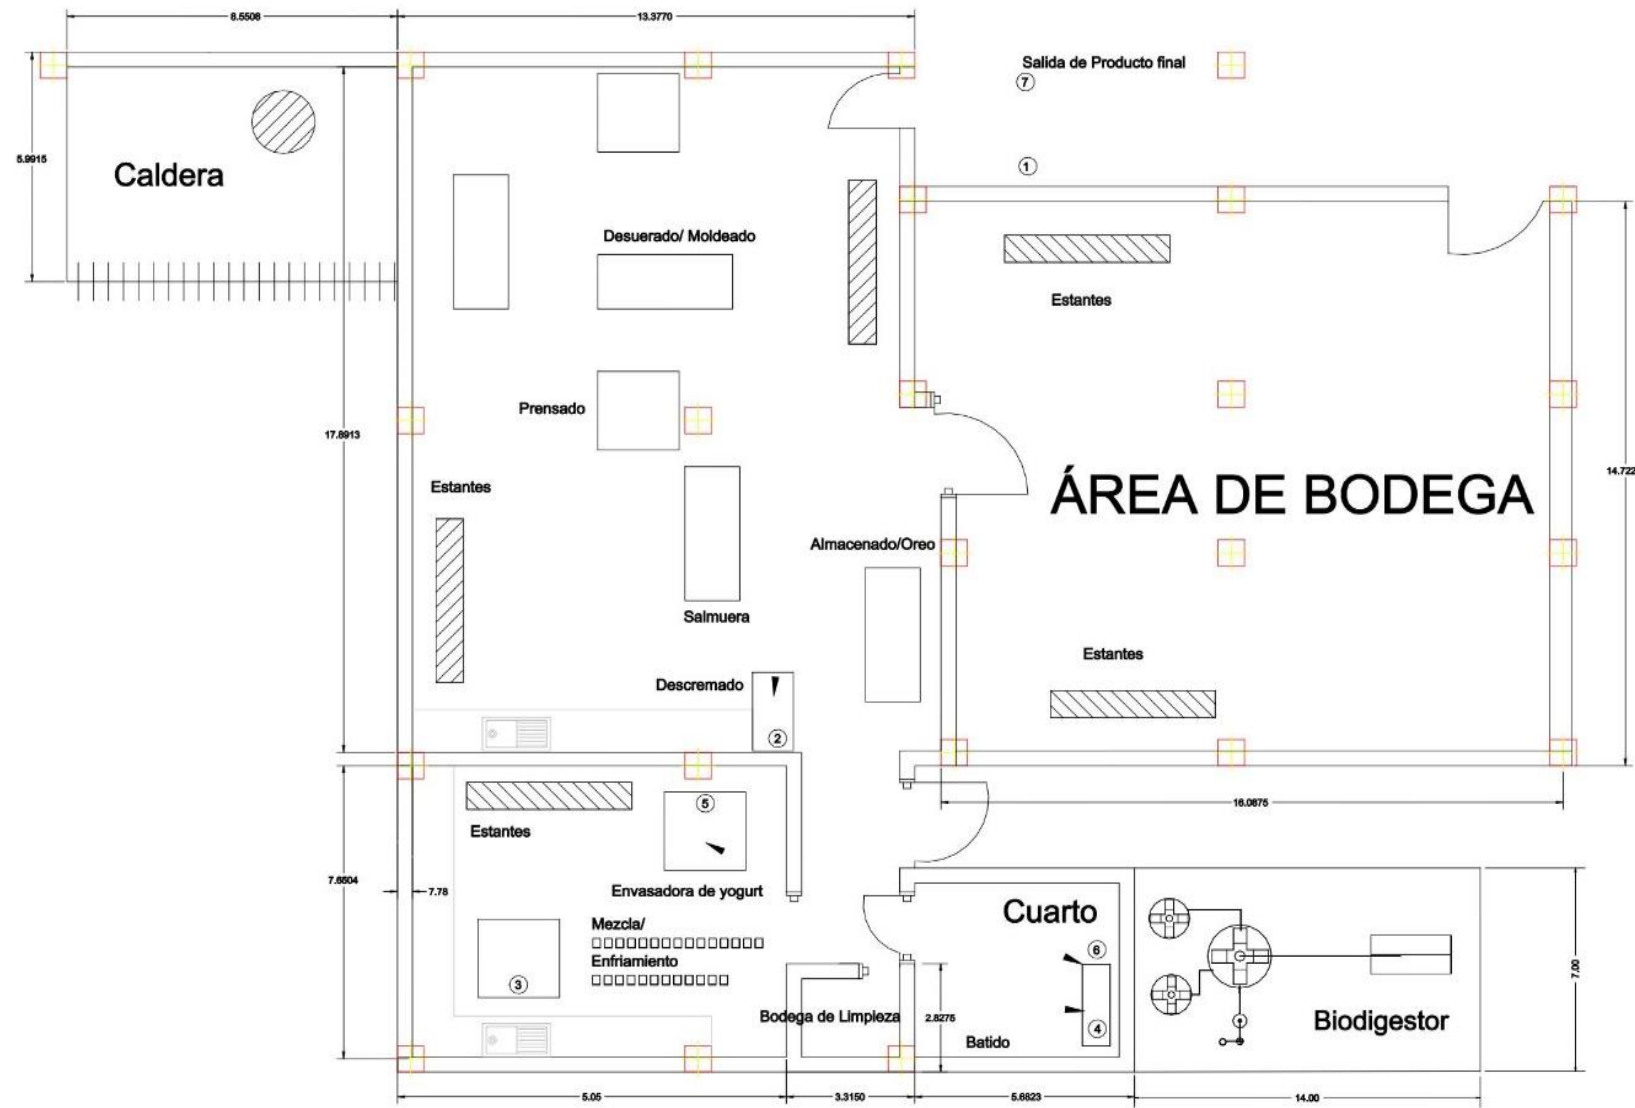 8.5508
13.3770
Salida de Producto final
7
5.9915
Caldera
1
Desuerado/ Moldeado
Estantes
Prensado
17.8913
14.722
Estantes
ÁREA DE BODEGA
Almacenado/Oreo
Salmuera
Estantes
Descremado
2
5
16.0875
Estantes
7.6504
7.78
Envasadora de yogurt
Mezcla/
Enfriamiento
3
Cuarto
6
7.00
Bodega de Limpieza
2.8275
4
Batido
Biodigestor
5.05
3.3150
5.6823
14.00